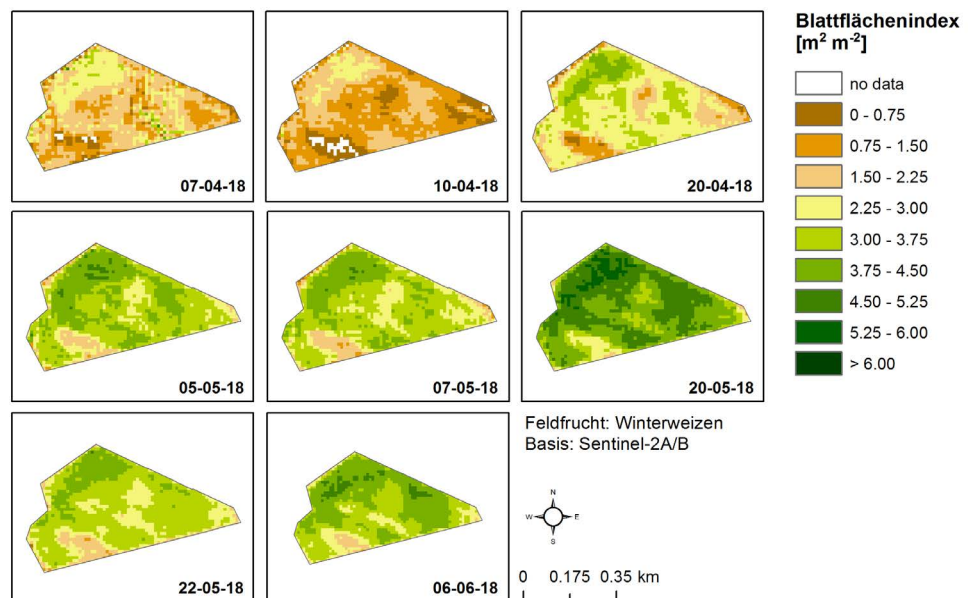 07-04-18
10-04-18
20-04-18
05-05-18
07-05-18
20-05-18
22-05-18
06-06-18
Blattflächenindex
[m² m⁻²]
no data
0 - 0.75
0.75 - 1.50
1.50 - 2.25
2.25 - 3.00
3.00 - 3.75
3.75 - 4.50
4.50 - 5.25
5.25 - 6.00
> 6.00
Feldfrucht: Winterweizen
Basis: Sentinel-2A/B
N
W E
S
0 0.175 0.35 km